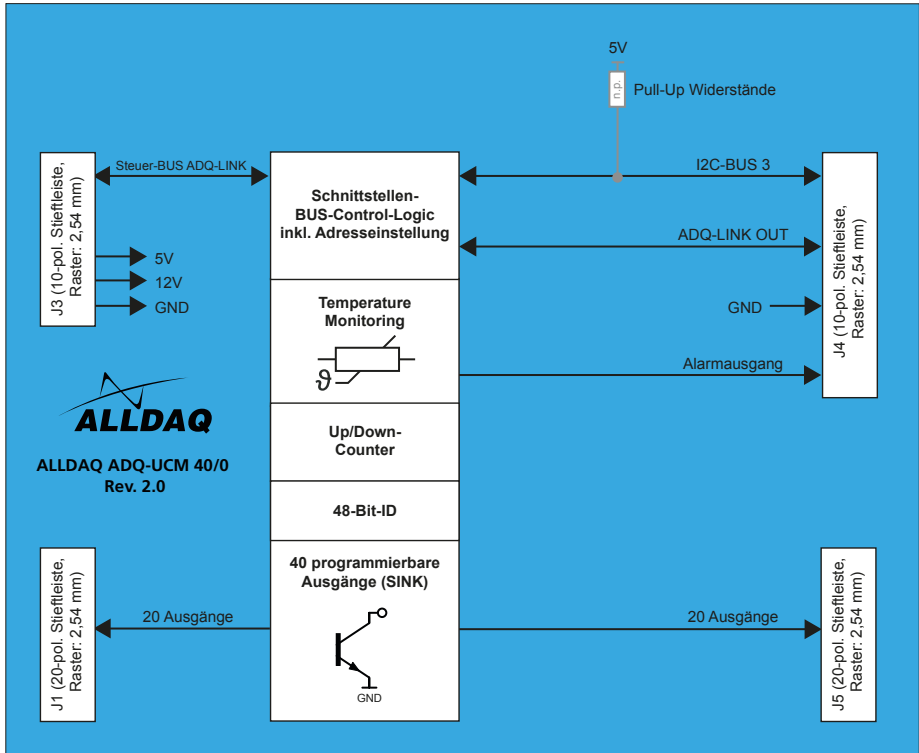 5V
n.p.
Pull-Up Widerstände
J3 (10-pol. Stieftleiste,
Raster: 2,54 mm)
Steuer-BUS ADQ-LINK
5V
12V
GND
Schnittstellen-
BUS-Control-Logic
inkl. Adresseinstellung
I2C-BUS 3
ADQ-LINK OUT
GND
Alarmausgang
J4 (10-pol. Stieftleiste,
Raster: 2,54 mm)
Temperature
Monitoring
ϑ
ALLDAQ
ALLDAQ ADQ-UCM 40/0
Rev. 2.0
Up/Down-
Counter
48-Bit-ID
40 programmierbare
Ausgänge (SINK)
GND
J1 (20-pol. Stieftleiste,
Raster: 2,54 mm)
20 Ausgänge
20 Ausgänge
J5 (20-pol. Stieftleiste,
Raster: 2,54 mm)